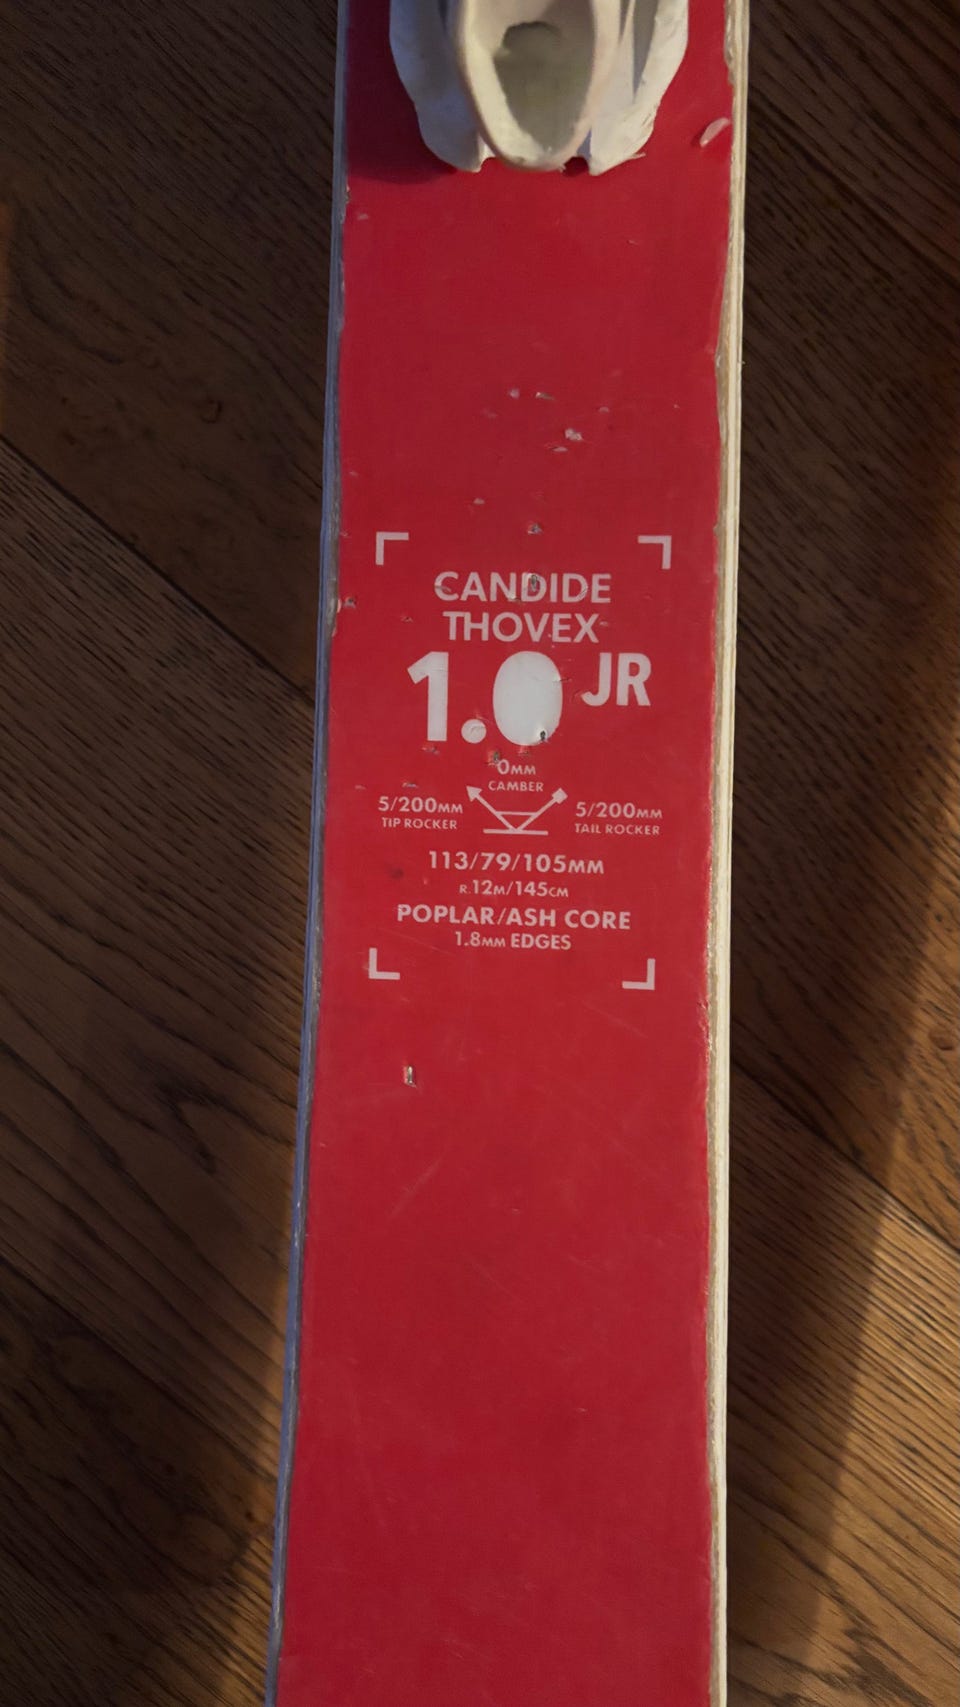 CANDIDE
THOVEX
1.0 JR
0MM
CAMBER
5/200MM
TIP ROCKER
5/200MM
TAIL ROCKER
113/79/105MM
R.12M/145CM
POPLAR/ASH CORE
1.8MM EDGES